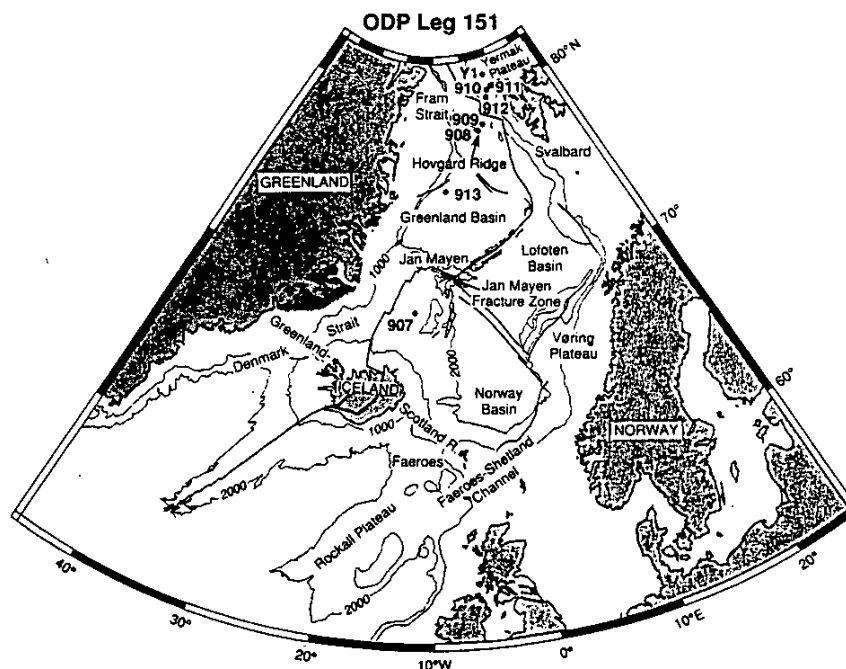 ODP Leg 151
80° N
Yermak
Plateau
Y1
910
911
912
Fram
Strait
909
908
Svalbard
Hovgard Ridge
GREENLAND
913
70°
Greenland Basin
1000
Jan Mayen
Lofoten
Basin
Jan Mayen
Fracture Zone
907
Greenland-
Strait
Denmark
2000
Vøring
Plateau
60°
ICELAND
Norway
Basin
Scotland R.
1000
NORWAY
Faeroes
2000
Faeroes-Shetland
Channel
Rockall Plateau
2000
40°
30°
20°
10°W
0°
10°E
20°